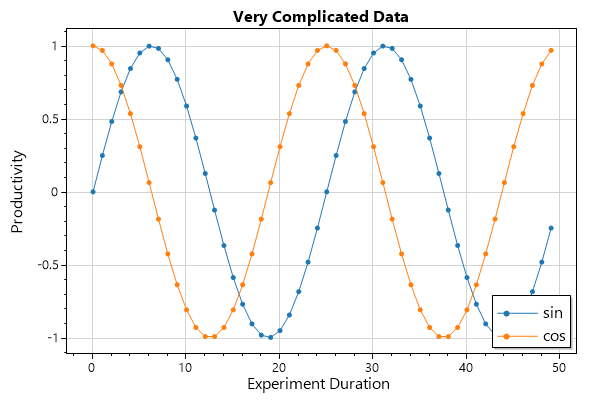 Very Complicated Data
Productivity
1
0.5
0
-0.5
-1
sin
cos
0 10 20 30 40 50
Experiment Duration